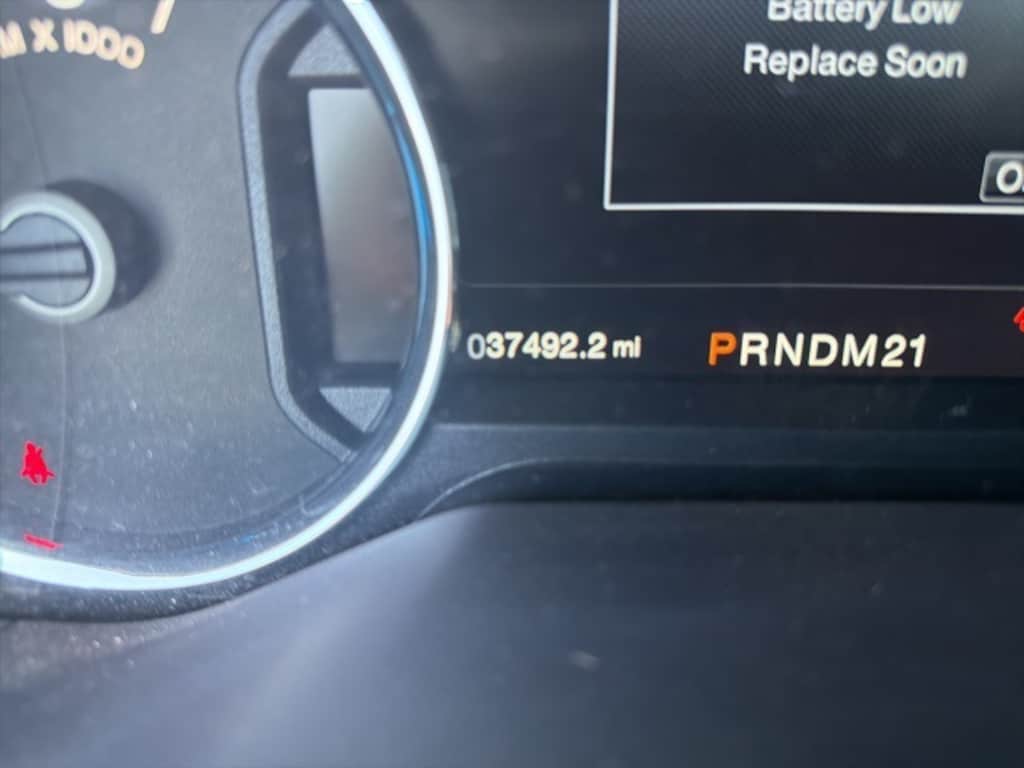 X 1000
Battery Low
Replace Soon
037492.2 mi
PRNDM21